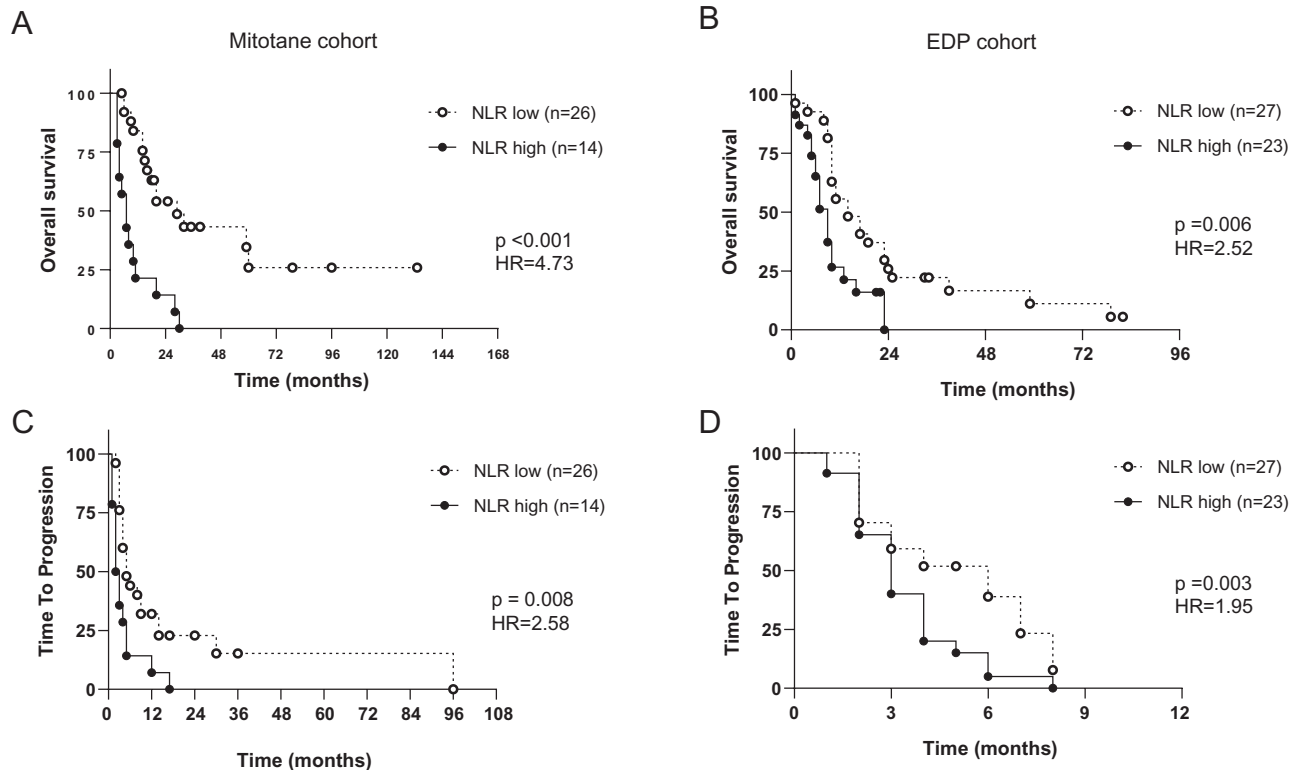 A
Mitotane cohort
100
75
50
25
0
Overall survival
0 24 48 72 96 120 144 168
Time (months)
NLR low (n=26)
NLR high (n=14)
p <0.001
HR=4.73
B
EDP cohort
100
75
50
25
0
Overall survival
0 24 48 72 96
Time (months)
NLR low (n=27)
NLR high (n=23)
p =0.006
HR=2.52
C
100
75
50
25
0
Time To Progression
0 12 24 36 48 60 72 84 96 108
Time (months)
NLR low (n=26)
NLR high (n=14)
p = 0.008
HR=2.58
D
100
75
50
25
0
Time To Progression
0 3 6 9 12
Time (months)
NLR low (n=27)
NLR high (n=23)
p =0.003
HR=1.95